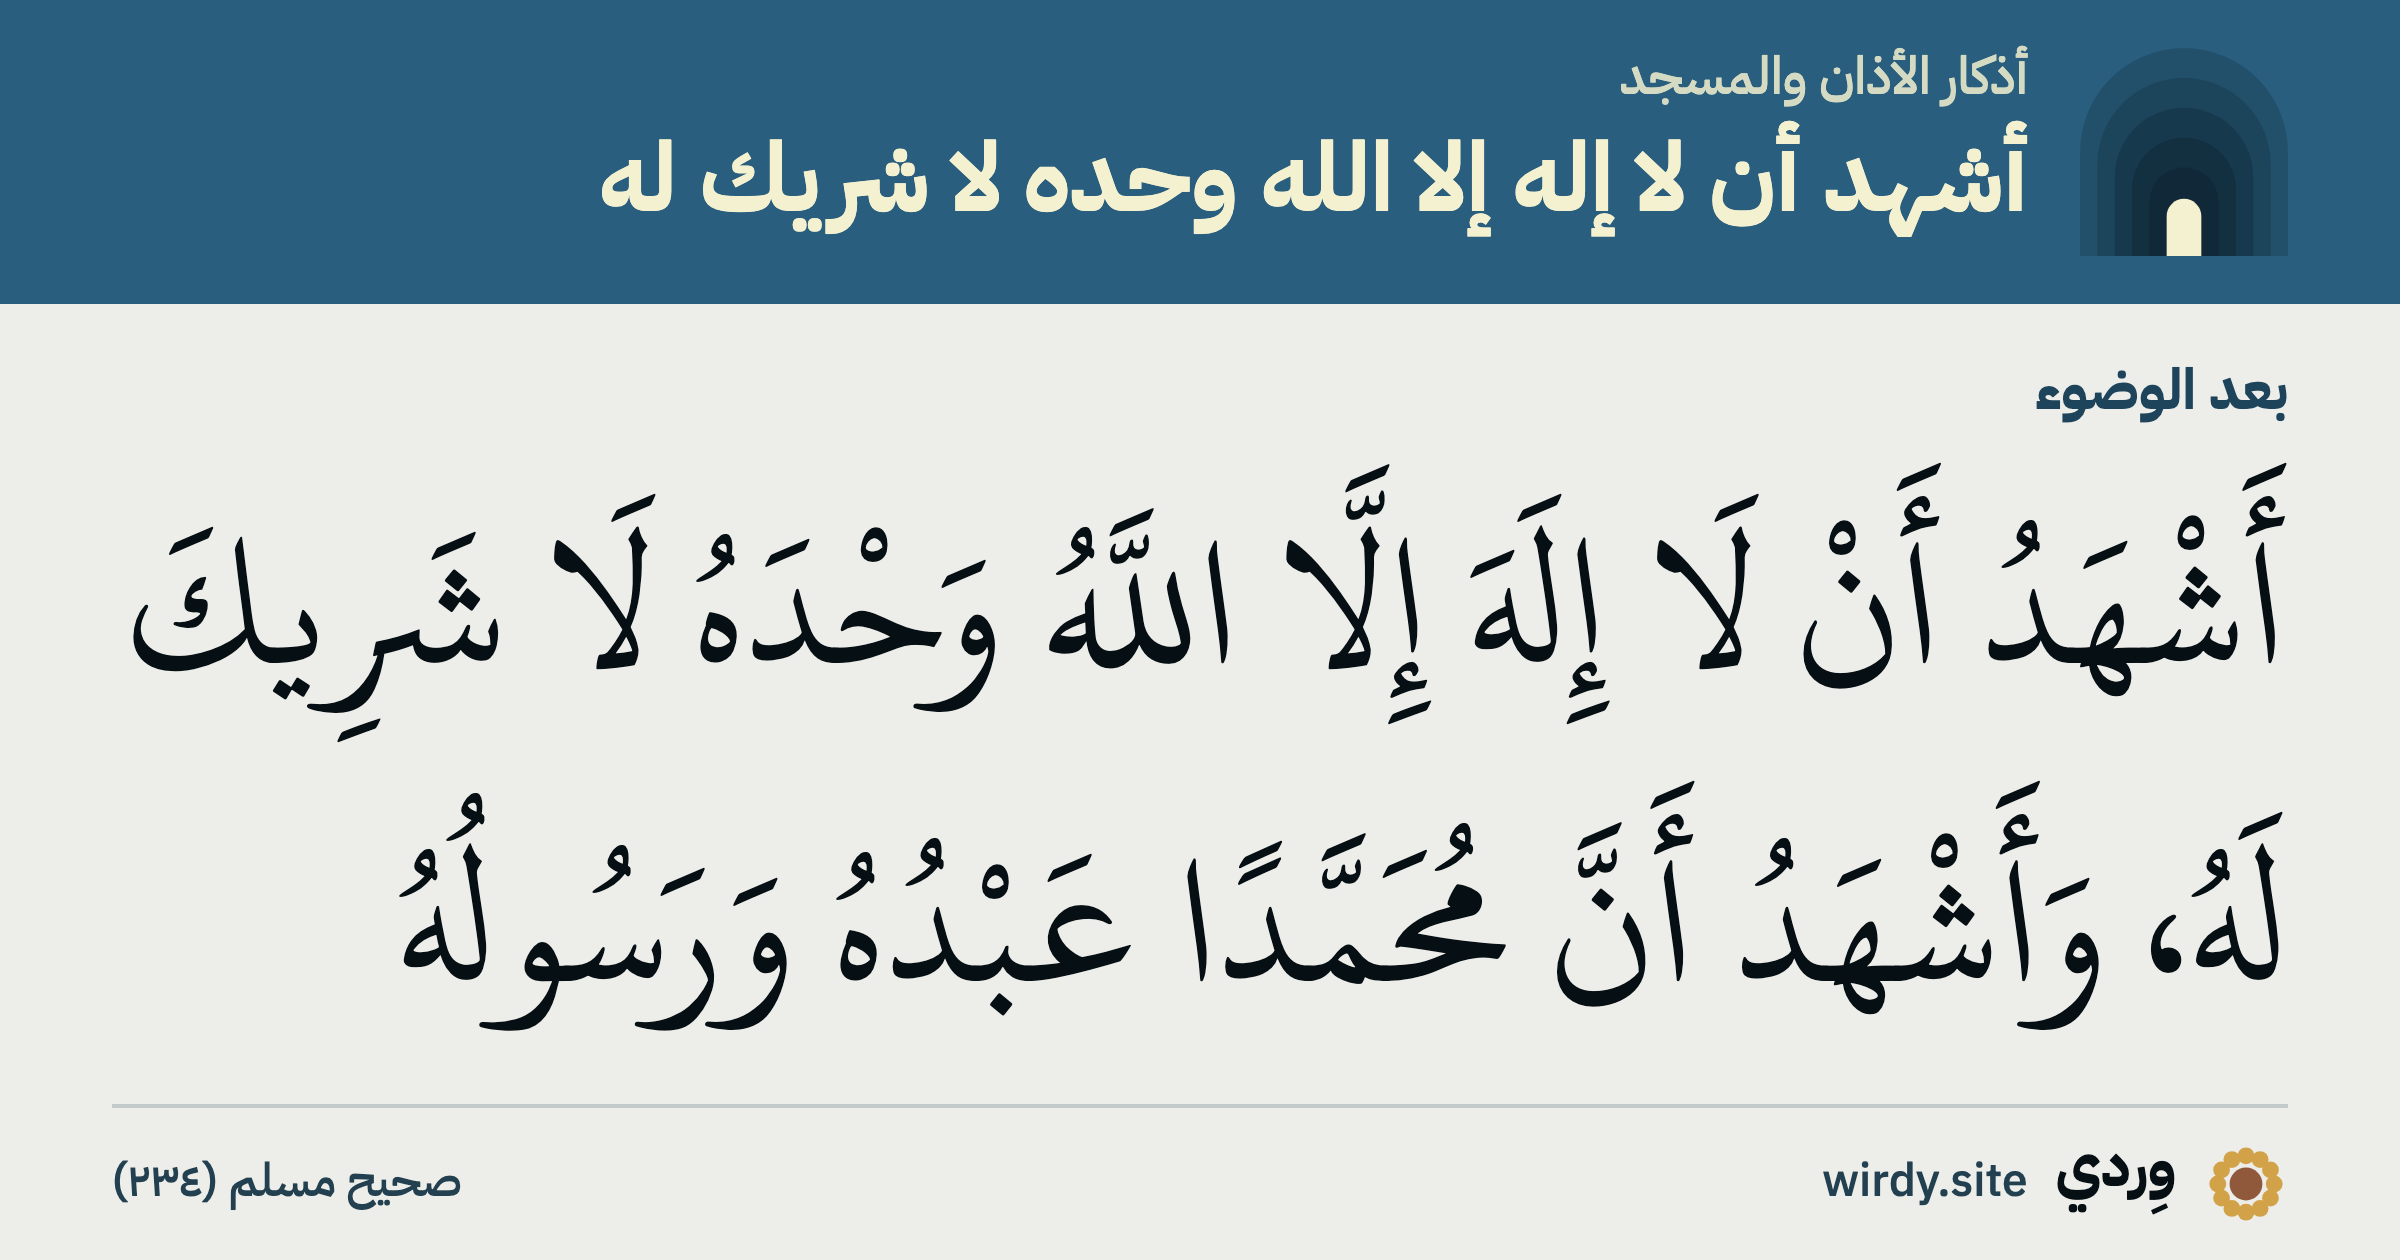 أذكار الأذان والمسجد
أشهد أن لا إله إلا الله وحده لا شريك له
بعد الوضوء
أَشْهَدُ أَنْ لَا إِلَهَ إِلَّا اللَّهُ وَحْدَهُ لَا شَرِيكَ
لَهُ، وَأَشْهَدُ أَنَّ مُحَمَّدًا عَبْدُهُ وَرَسُولُهُ
وِردي wirdy.site
صحيح مسلم (٢٣٤)